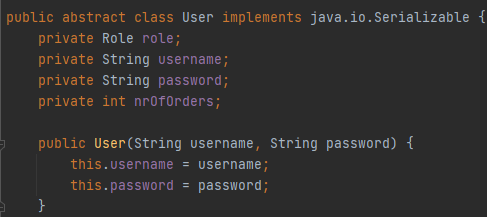 public abstract class User implements java.io.Serializable {
    private Role role;
    private String username;
    private String password;
    private int nrOfOrders;
    public User(String username, String password) {
        this.username = username;
        this.password = password;
    }